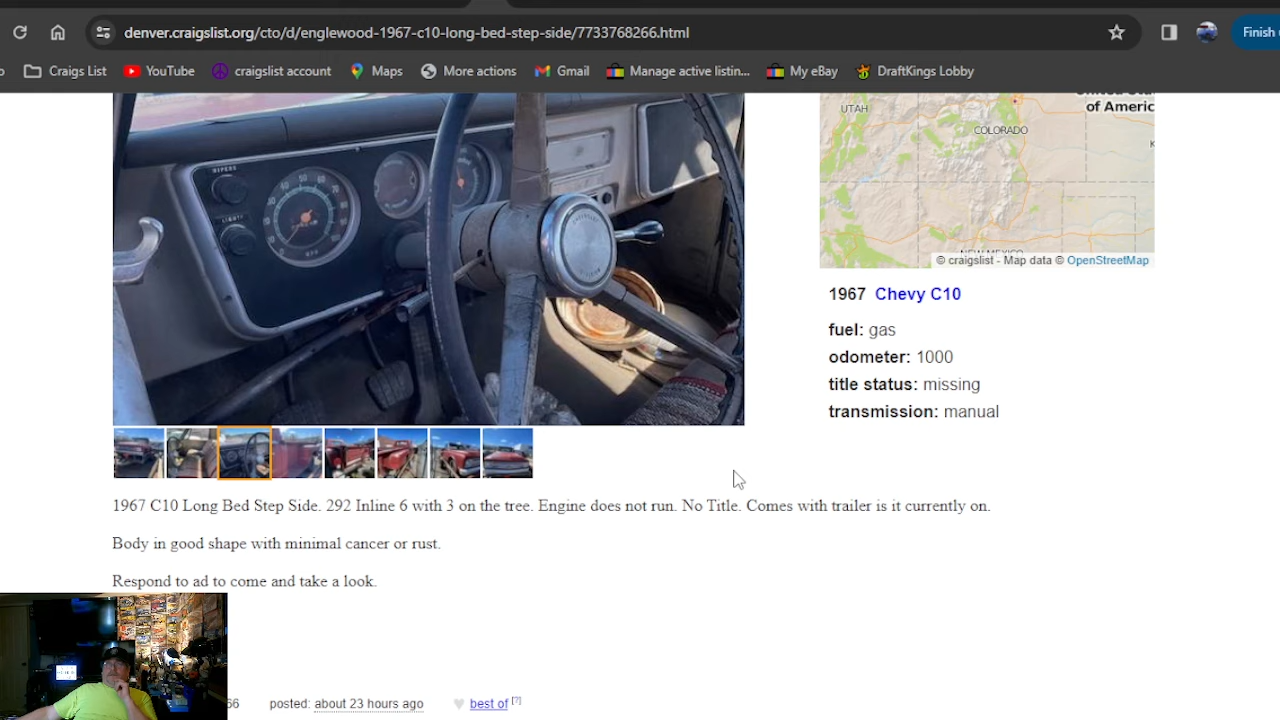 denver.craigslist.org/cto/d/englewood-1967-c10-long-bed-step-side/7733768266.html
Finish
Craigs List
YouTube
craigslist account
Maps
More actions
Gmail
Manage active listin...
My eBay
DraftKings Lobby
of Americ
UTAH
COLORADO
© craigslist - Map data © OpenStreetMap
WIPERS
LIGHTS
MPH
1967 Chevy C10
fuel: gas
odometer: 1000
title status: missing
transmission: manual
1967 C10 Long Bed Step Side. 292 Inline 6 with 3 on the tree. Engine does not run. No Title. Comes with trailer is it currently on.
Body in good shape with minimal cancer or rust.
Respond to ad to come and take a look.
66 posted: about 23 hours ago best of [?]